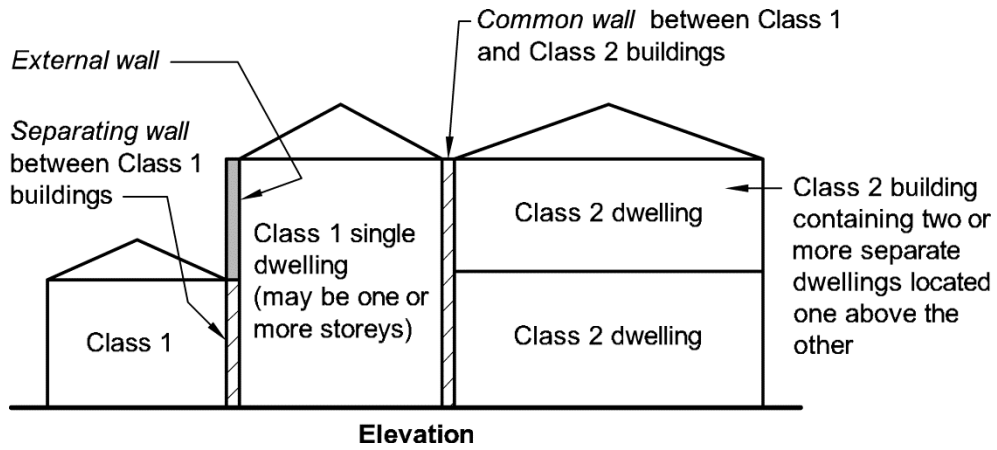 Common wall between Class 1
and Class 2 buildings
External wall
Separating wall
between Class 1
buildings
Class 1
Class 1 single
dwelling
(may be one or
more storeys)
Class 2 dwelling
Class 2 dwelling
Class 2 building
containing two or
more separate
dwellings located
one above the
other
Elevation